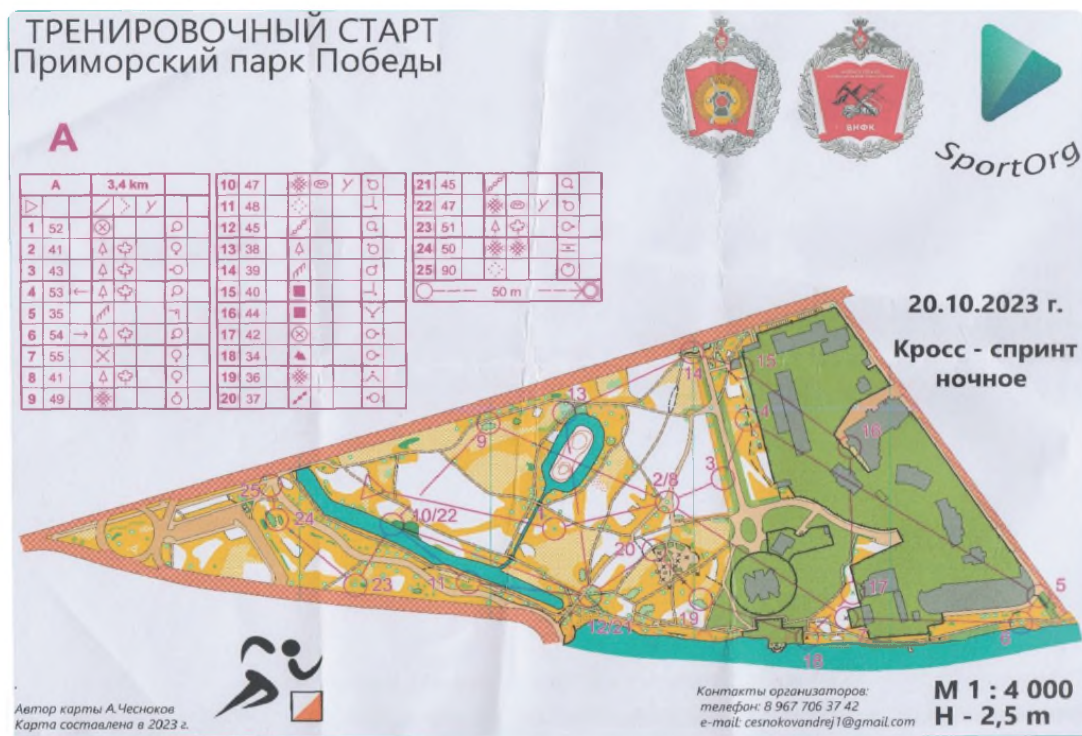 ТРЕНИРОВОЧНЫЙ СТАРТ
Приморский парк Победы
ВНФК
SportOrg
А
А 3,4 km
1 52
2 41
3 43
4 53
5 35
6 54
7 55
8 41
9 49
10 47
11 48
12 45
13 38
14 39
15 40
16 44
17 42
18 34
19 36
20 37
21 45
22 47
23 51
24 50
25 90
50 m
20.10.2023 г.
Кросс - спринт
ночное
14
15
13
4
9
16
3
2/8
25
10/22
24
1
20
23
11
17
5
19
12/21
6
18
Автор карты А.Чесноков
Карта составлена в 2023 г.
Контакты организаторов:
телефон: 8 967 706 37 42
e-mail: cesnokovandrej1@gmail.com
М 1 : 4 000
Н - 2,5 m